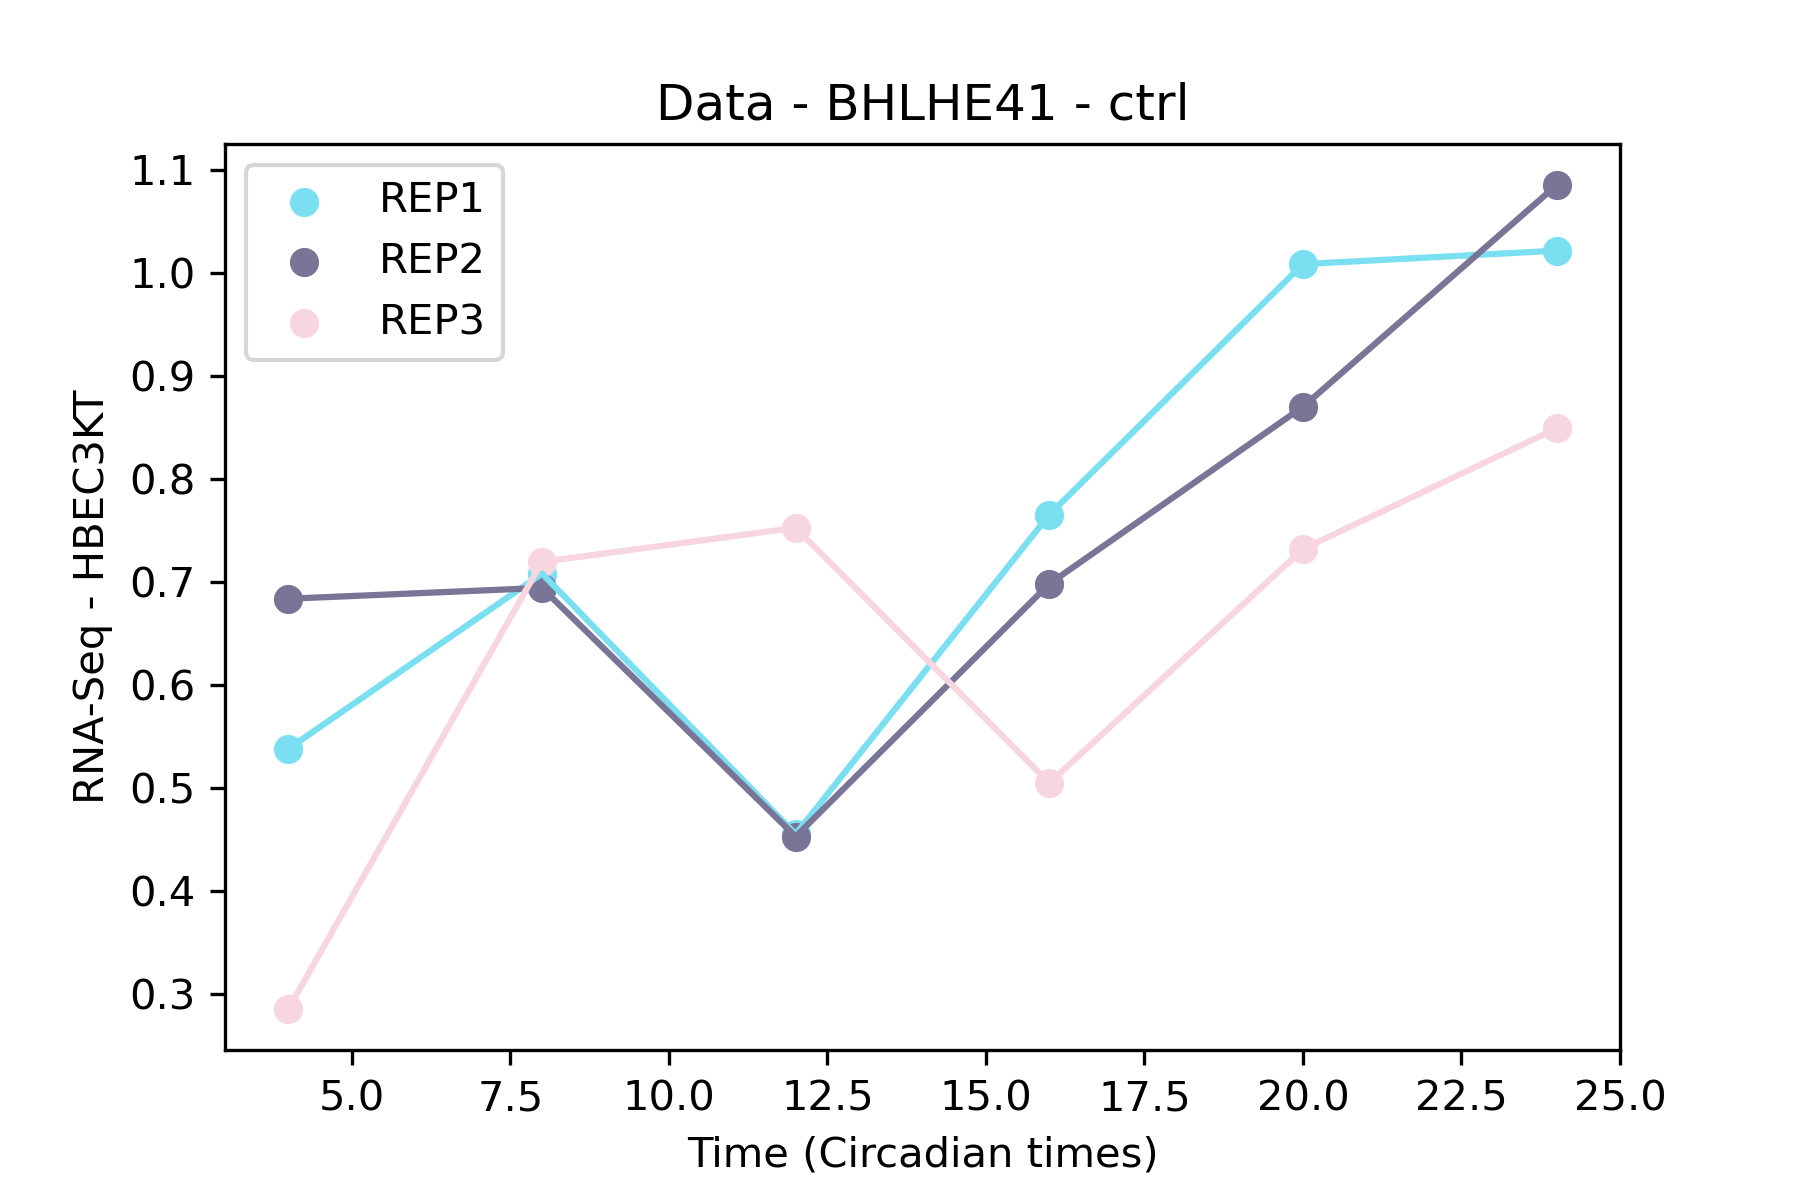 Data - BHLHE41 - ctrl
REP1
REP2
REP3
RNA-Seq - HBEC3KT
1.1
1.0
0.9
0.8
0.7
0.6
0.5
0.4
0.3
5.0 7.5 10.0 12.5 15.0 17.5 20.0 22.5 25.0
Time (Circadian times)